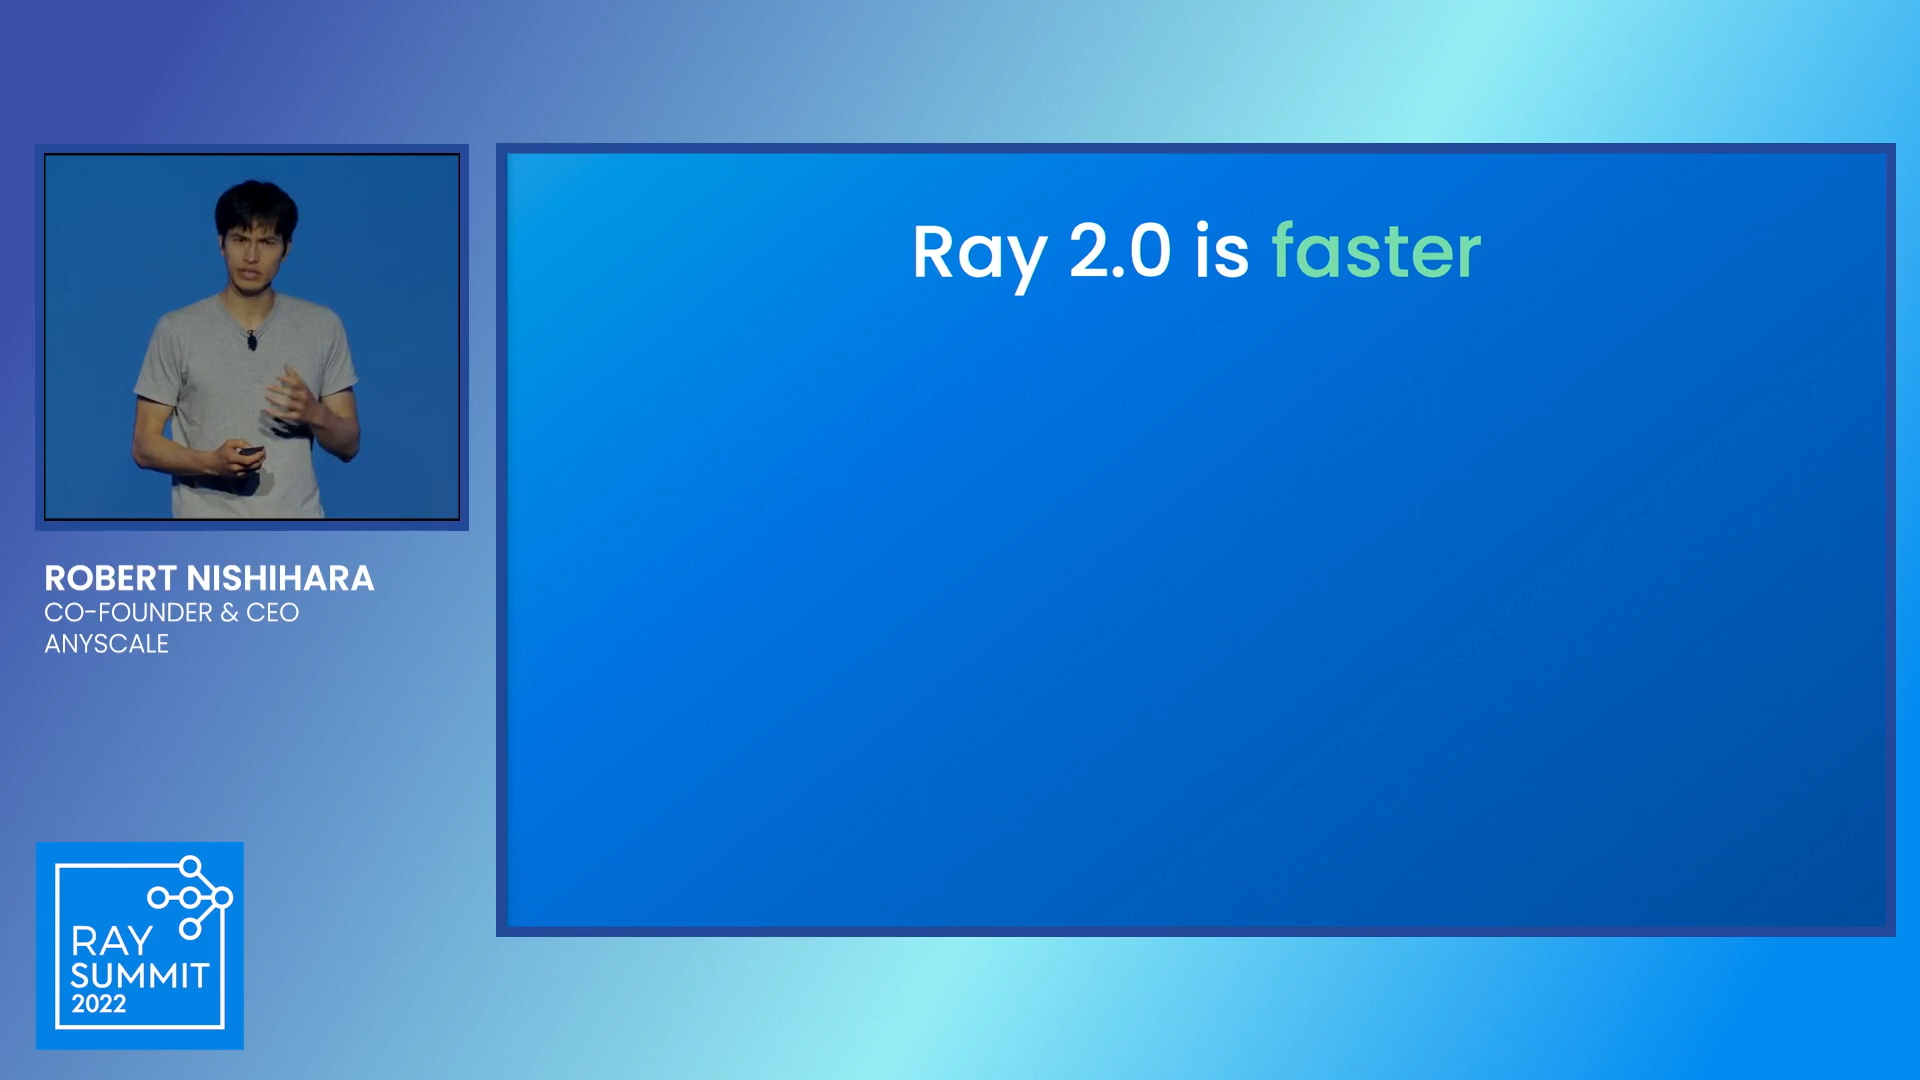 Ray 2.0 is faster
ROBERT NISHIHARA
CO-FOUNDER & CEO
ANYSCALE
RAY
SUMMIT
2022